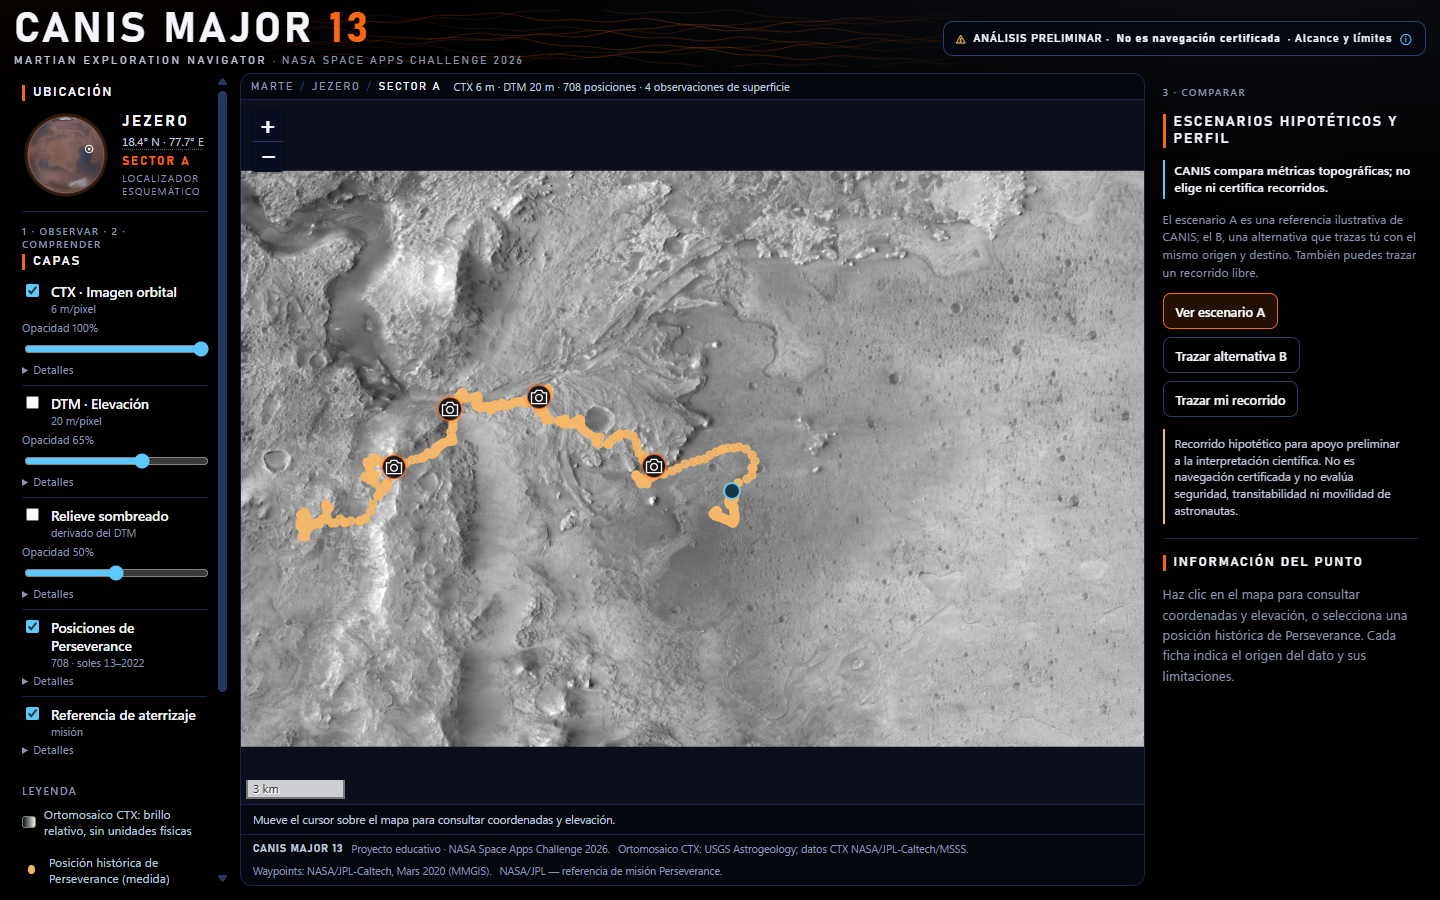 CANIS MAJOR 13
MARTIAN EXPLORATION NAVIGATOR · NASA SPACE APPS CHALLENGE 2026
⚠ ANÁLISIS PRELIMINAR · No es navegación certificada · Alcance y límites
UBICACIÓN
JEZERO
18.4° N · 77.7° E
SECTOR A
LOCALIZADOR
ESQUEMÁTICO
1 · OBSERVAR · 2 ·
COMPRENDER
CAPAS
CTX · Imagen orbital
6 m/píxel
Opacidad 100%
Detalles
DTM · Elevación
20 m/píxel
Opacidad 65%
Detalles
Relieve sombreado
derivado del DTM
Opacidad 50%
Detalles
Posiciones de
Perseverance
708 · soles 13–2022
Detalles
Referencia de aterrizaje
misión
Detalles
LEYENDA
Ortomosaico CTX: brillo
relativo, sin unidades físicas
Posición histórica de
Perseverance (medida)
MARTE / JEZERO / SECTOR A CTX 6 m · DTM 20 m · 708 posiciones · 4 observaciones de superficie
+
−
3 km
Mueve el cursor sobre el mapa para consultar coordenadas y elevación.
CANIS MAJOR 13 Proyecto educativo · NASA Space Apps Challenge 2026. Ortomosaico CTX: USGS Astrogeology; datos CTX NASA/JPL-Caltech/MSSS.
Waypoints: NASA/JPL-Caltech, Mars 2020 (MMGIS). NASA/JPL — referencia de misión Perseverance.
3 · COMPARAR
ESCENARIOS HIPOTÉTICOS Y
PERFIL
CANIS compara métricas topográficas; no
elige ni certifica recorridos.
El escenario A es una referencia ilustrativa de
CANIS; el B, una alternativa que trazas tú con el
mismo origen y destino. También puedes trazar
un recorrido libre.
Ver escenario A
Trazar alternativa B
Trazar mi recorrido
Recorrido hipotético para apoyo preliminar
a la interpretación científica. No es
navegación certificada y no evalúa
seguridad, transitabilidad ni movilidad de
astronautas.
INFORMACIÓN DEL PUNTO
Haz clic en el mapa para consultar
coordenadas y elevación, o selecciona una
posición histórica de Perseverance. Cada
ficha indica el origen del dato y sus
limitaciones.